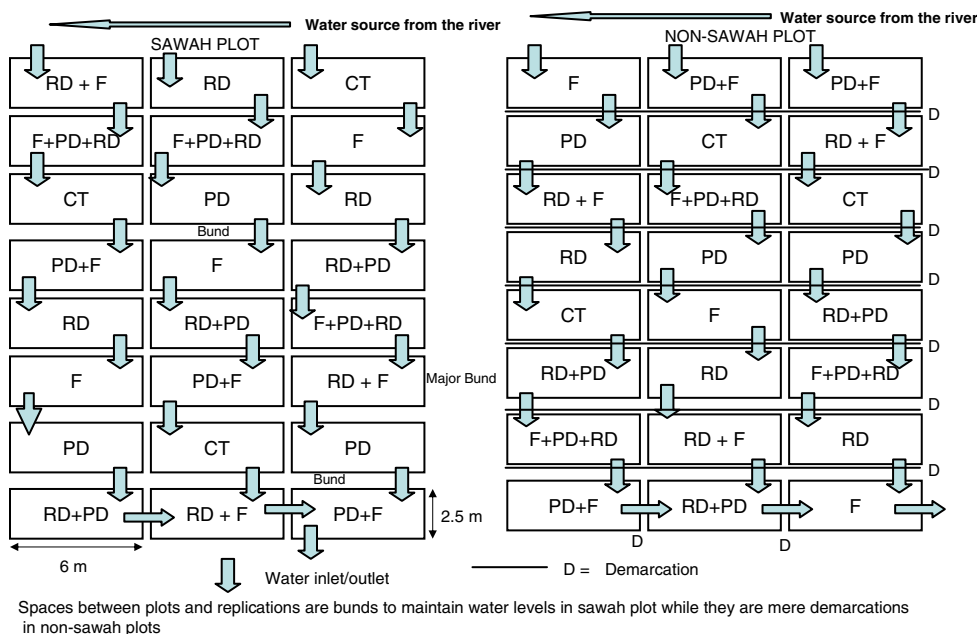 Water source from the river
SAWAH PLOT
RD + F RD CT
F+PD+RD F+PD+RD F
CT PD RD
Bund
PD+F F RD+PD
RD RD+PD F+PD+RD
F PD+F RD + F
Major Bund
PD CT PD
Bund
RD+PD RD + F PD+F
2.5 m
6 m
Water inlet/outlet
Water source from the river
NON-SAWAH PLOT
F PD+F PD+F
D
PD CT RD + F
D
RD + F F+PD+RD CT
D
RD PD PD
D
CT F RD+PD
D
RD+PD RD F+PD+RD
D
F+PD+RD RD + F RD
D
PD+F RD+PD F
D D
D = Demarcation
Spaces between plots and replications are bunds to maintain water levels in sawah plot while they are mere demarcations
in non-sawah plots